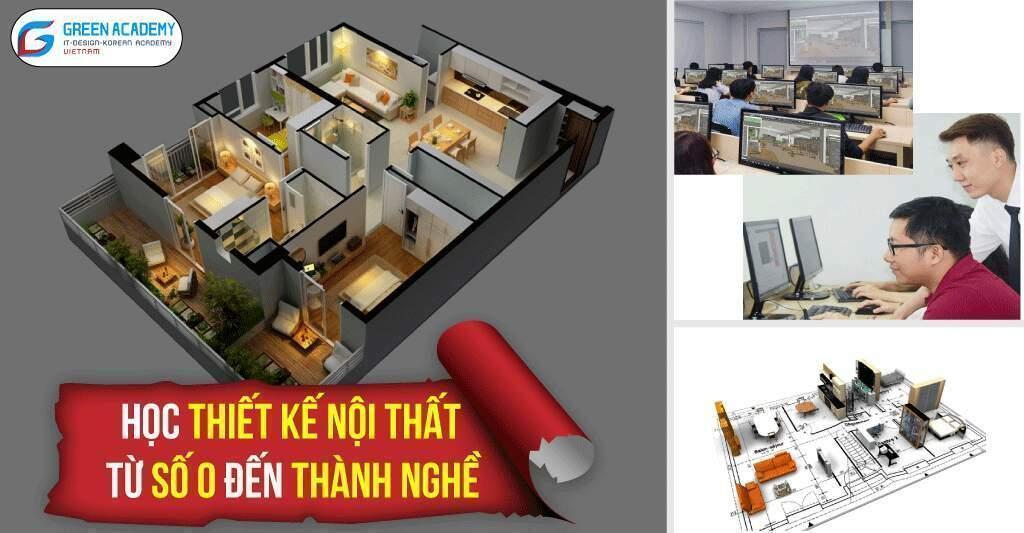 GREEN ACADEMY
IT-DESIGN-KOREAN ACADEMY
VIETNAM
HỌC THIẾT KẾ NỘI THẤT
TỪ SỐ 0 ĐẾN THÀNH NGHỀ